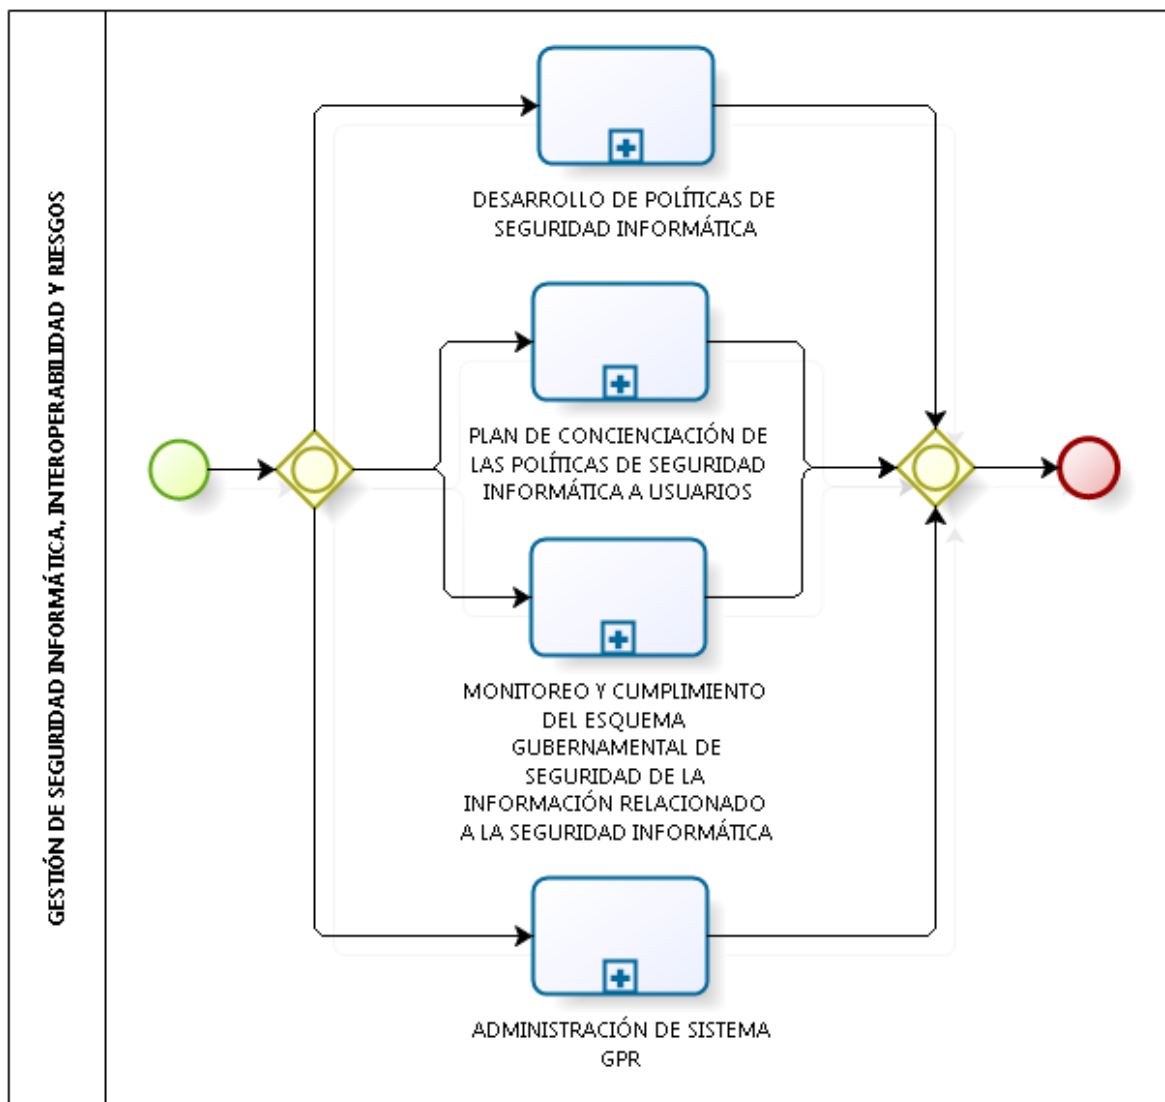 GESTIÓN DE SEGURIDAD INFORMÁTICA, INTEROPERABILIDAD Y RIESGOS
DESARROLLO DE POLÍTICAS DE
SEGURIDAD INFORMÁTICA
PLAN DE CONCIENCIACIÓN DE
LAS POLÍTICAS DE SEGURIDAD
INFORMÁTICA A USUARIOS
MONITOREO Y CUMPLIMIENTO
DEL ESQUEMA
GUBERNAMENTAL DE
SEGURIDAD DE LA
INFORMACIÓN RELACIONADO
A LA SEGURIDAD INFORMÁTICA
ADMINISTRACIÓN DE SISTEMA
GPR